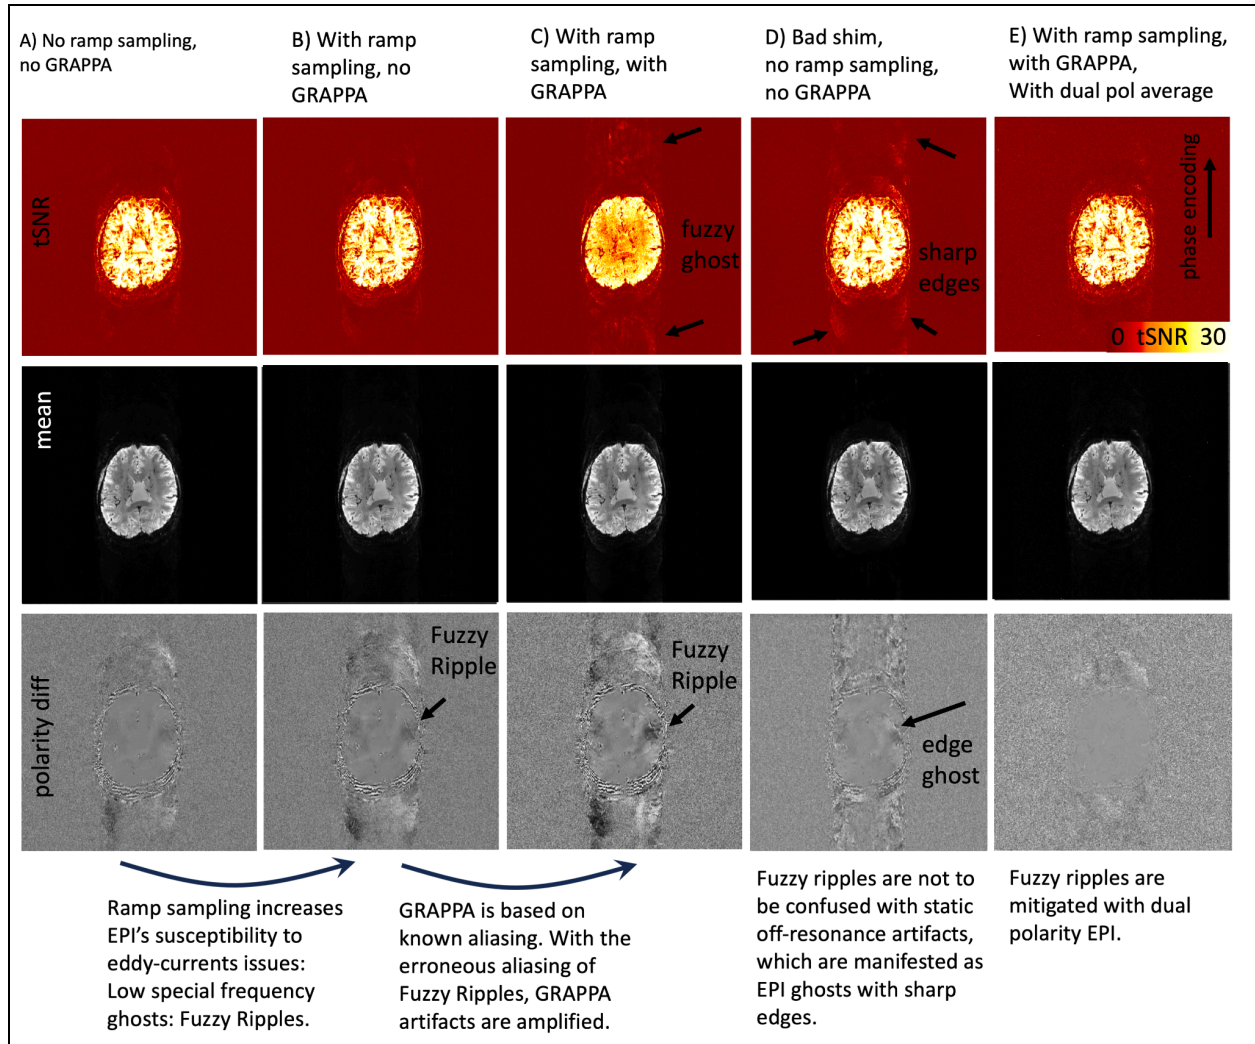 A) No ramp sampling,
no GRAPPA
B) With ramp
sampling, no
GRAPPA
C) With ramp
sampling, with
GRAPPA
D) Bad shim,
no ramp sampling,
no GRAPPA
E) With ramp sampling,
with GRAPPA,
With dual pol average
tSNR
fuzzy
ghost
sharp
edges
phase encoding
0 tSNR 30
mean
polarity diff
Fuzzy
Ripple
Fuzzy
Ripple
edge
ghost
Ramp sampling increases
EPI’s susceptibility to
eddy-currents issues:
Low special frequency
ghosts: Fuzzy Ripples.
GRAPPA is based on
known aliasing. With the
erroneous aliasing of
Fuzzy Ripples, GRAPPA
artifacts are amplified.
Fuzzy ripples are not to
be confused with static
off-resonance artifacts,
which are manifested as
EPI ghosts with sharp
edges.
Fuzzy ripples are
mitigated with dual
polarity EPI.